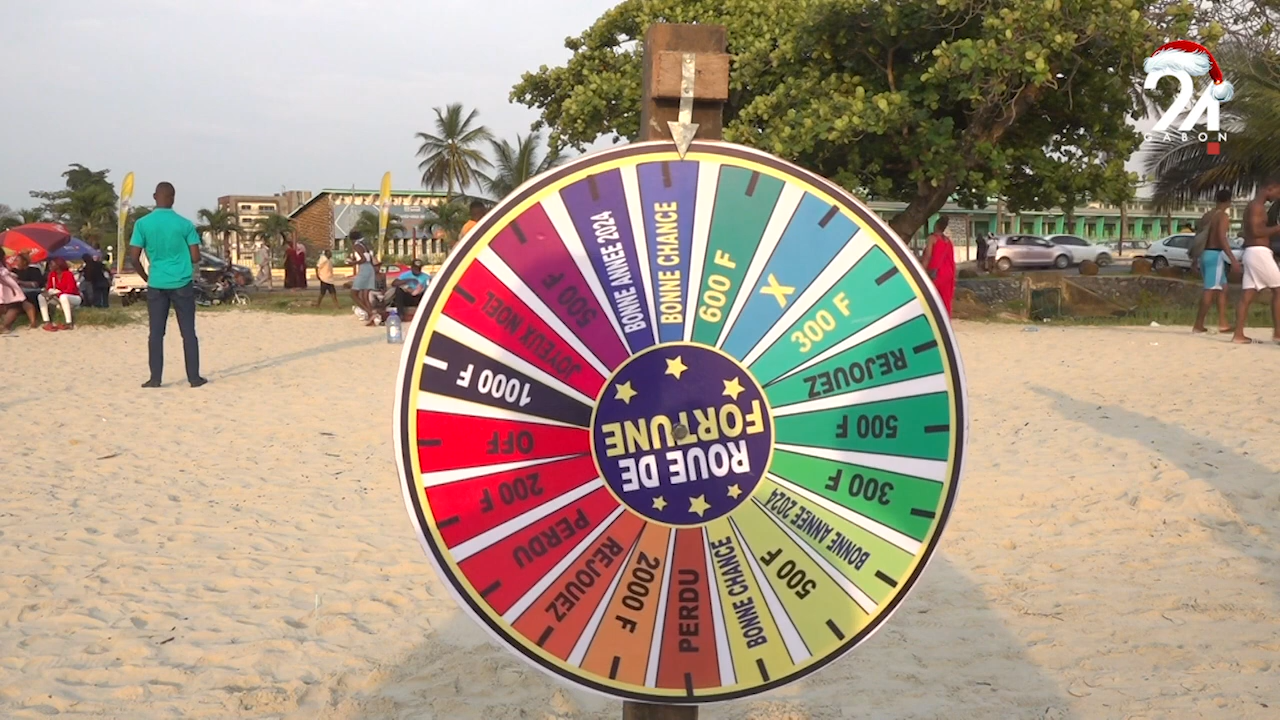 24
GABON
BONNE CHANCE
600 F
X
300 F
REJOUEZ
500 F
300 F
BONNE ANNEE 2024
500 F
BONNE CHANCE
PERDU
2000 F
REJOUEZ
PERDU
200 F
OFF
1000 F
JOYEUX NOEL
500 F
BONNE ANNEE 2024
ROUE DE
FORTUNE